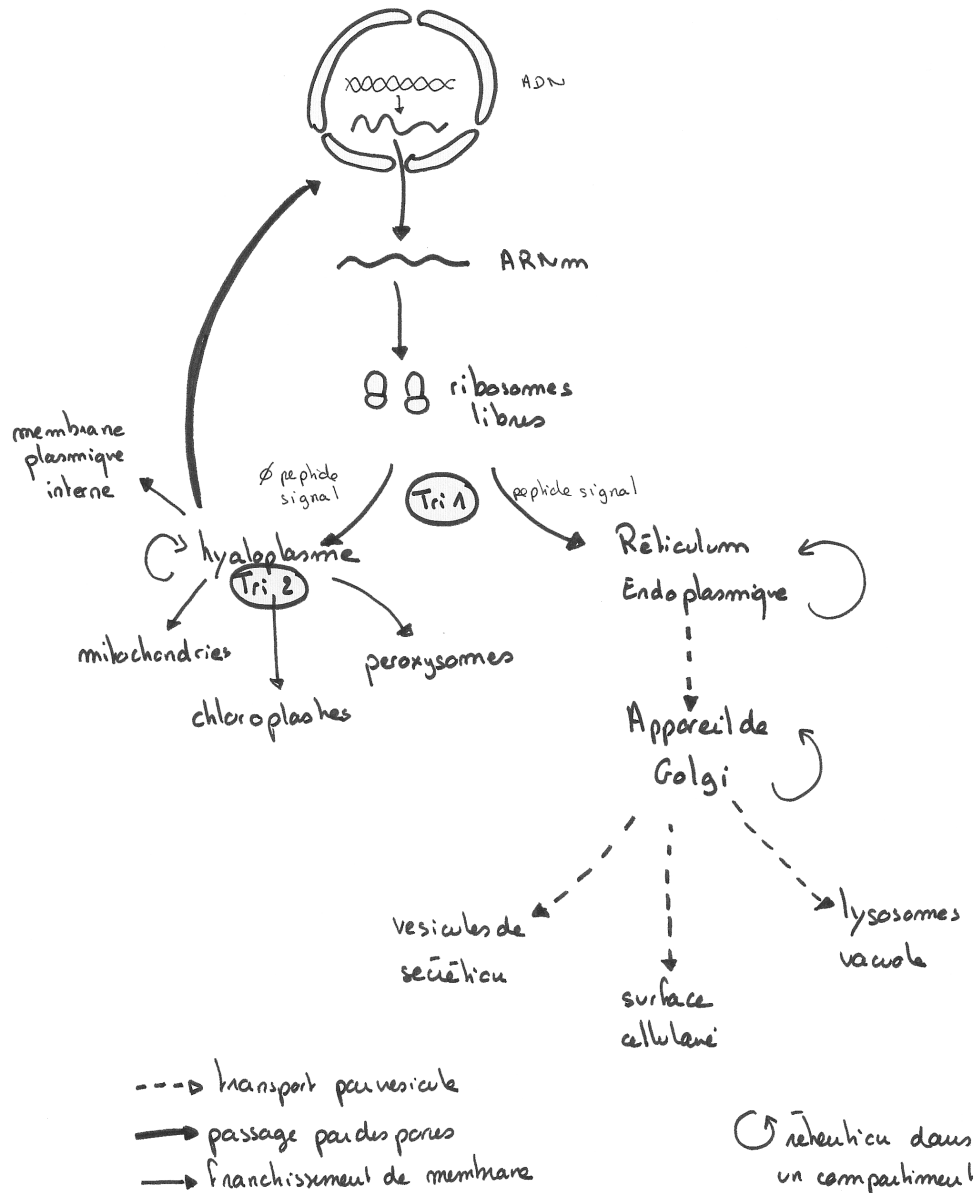 ADN
ARNm
ribosomes
libres
membrane
plasmique
interne
∅ peptide
signal
Tri 1
peptide signal
hyaloplasme
Tri 2
Réticulum
Endoplasmique
mitochondries
peroxysomes
chloroplastes
Appareil de
Golgi
vesicules de
secrétion
lysosomes
vacuole
surface
cellulaire
transport par vesicule
passage par des pores
franchissement de membrane
rétention dans
un compartiment